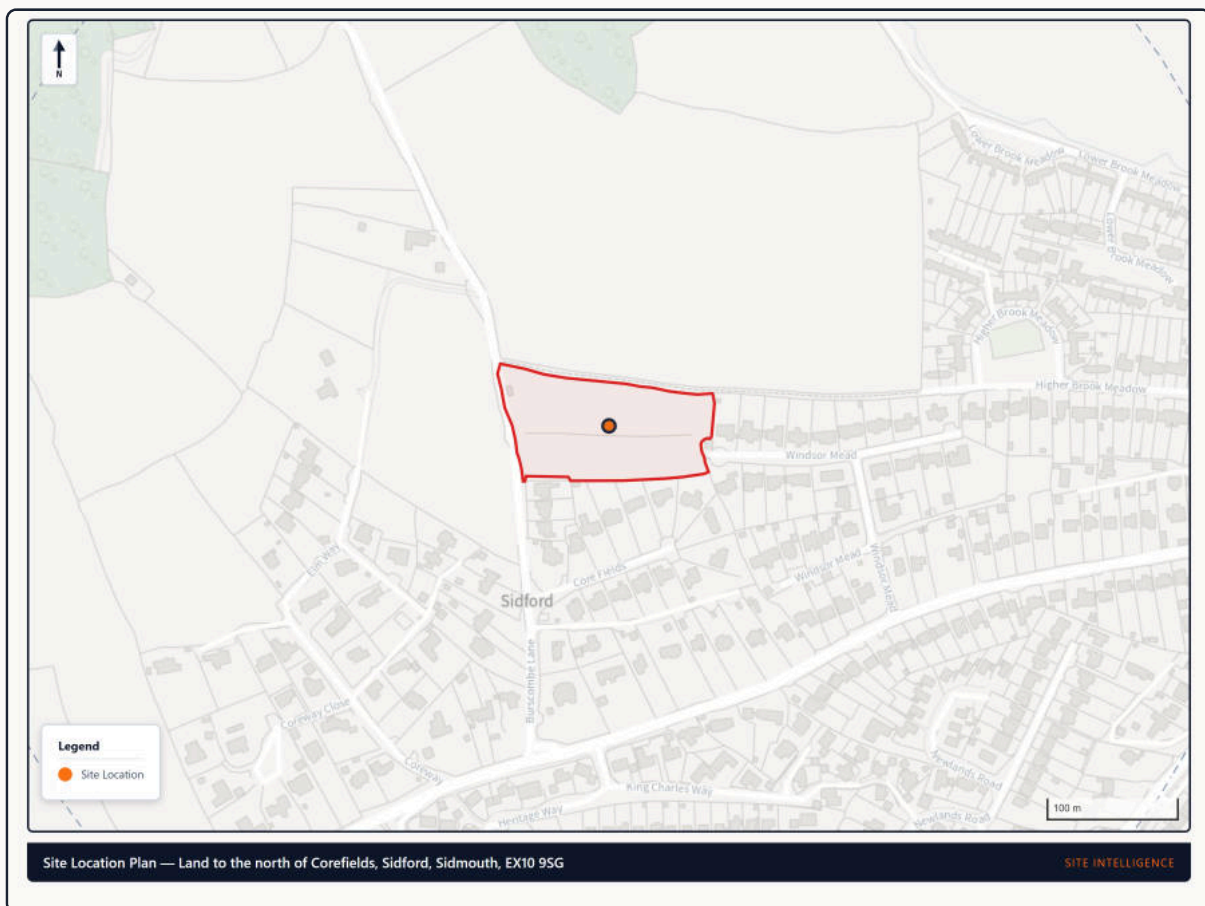 N
Lower Brook Meadow
Lower Brook Meadow
Lower Brook Meadow
Higher Brook Meadow
Higher Brook Meadow
Windsor Mead
Elm Way
Core Fields
Windsor Mead
Windsor Mead
Sidford
Burscombe Lane
Coreway Close
Coreway
King Charles Way
Heritage Way
Newlands Road
Newlands Road
Legend
Site Location
100 m
Site Location Plan — Land to the north of Corefields, Sidford, Sidmouth, EX10 9SG
SITE INTELLIGENCE